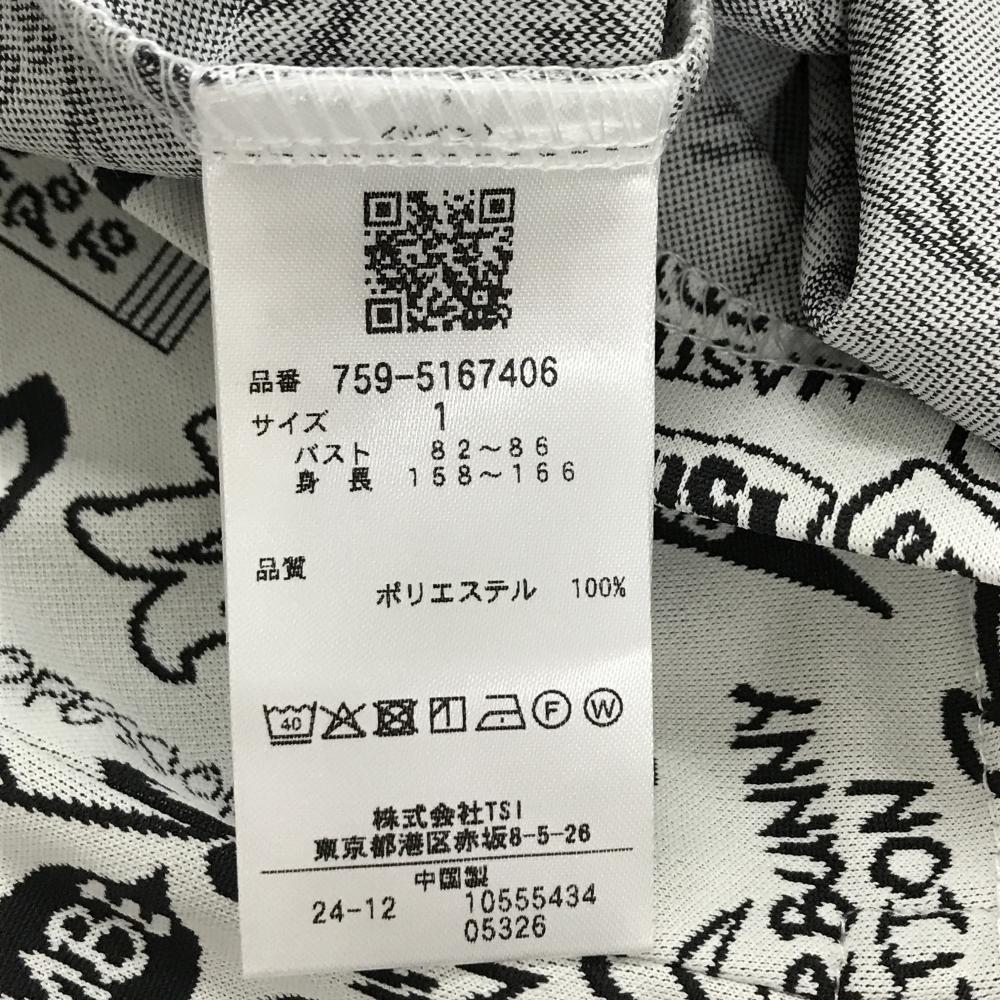 品番 759-5167406
サイズ 1
バスト 82～86
身長 158～166
品質
ポリエステル 100%
40
F
W
株式会社TSI
東京都港区赤坂8-5-26
中国製
24-12 10555434
05326
BUNNY